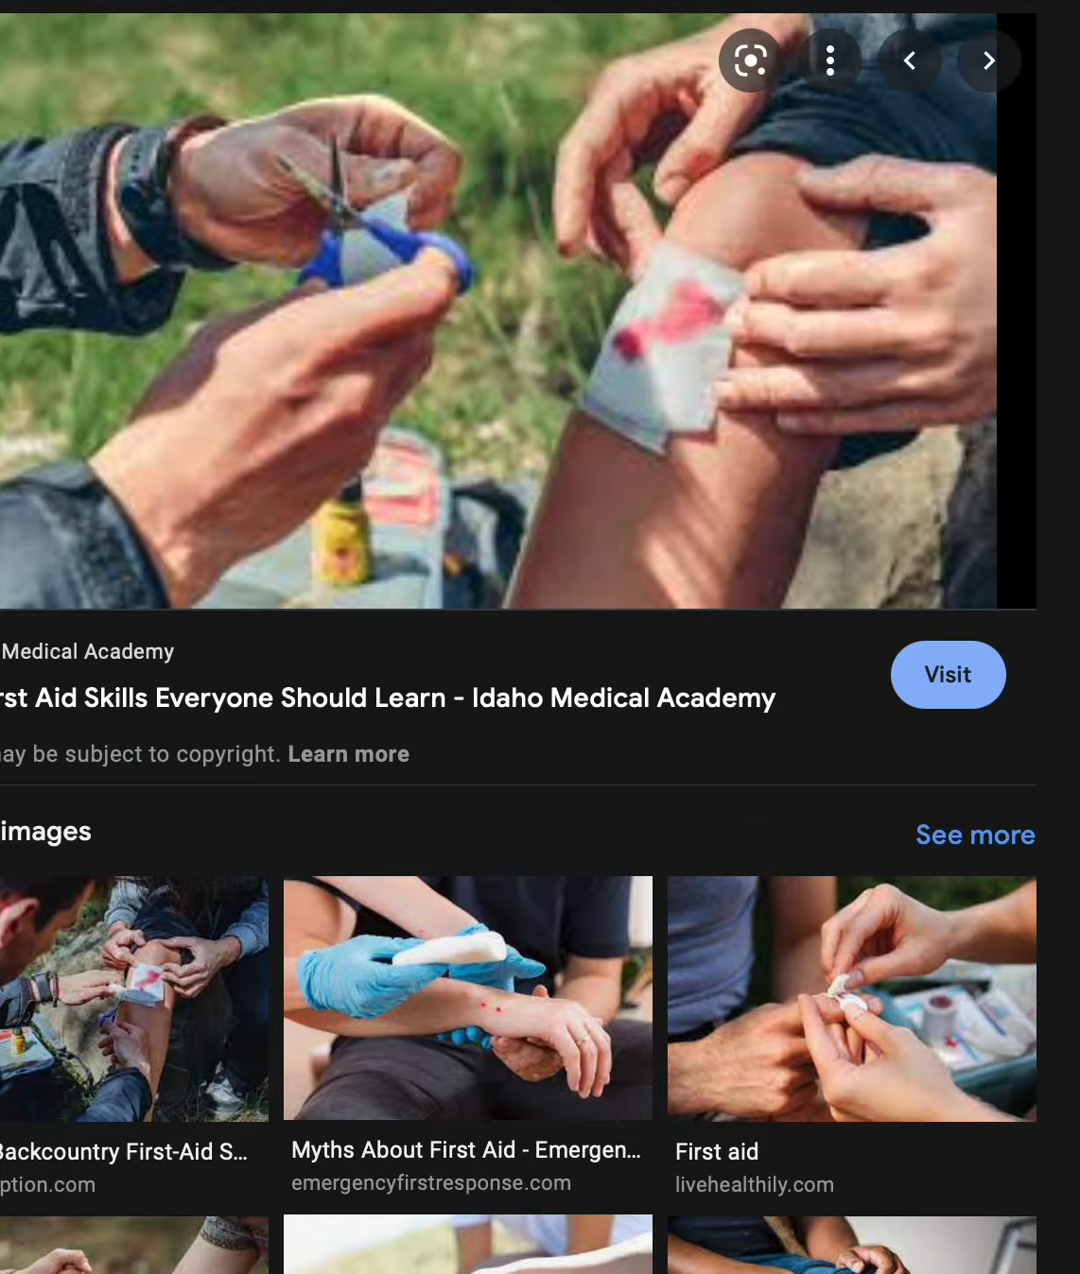 Medical Academy
rst Aid Skills Everyone Should Learn - Idaho Medical Academy
Visit
ay be subject to copyright. Learn more
images
See more
Backcountry First-Aid S...
ption.com
Myths About First Aid - Emergen...
emergencyfirstresponse.com
First aid
livehealthily.com